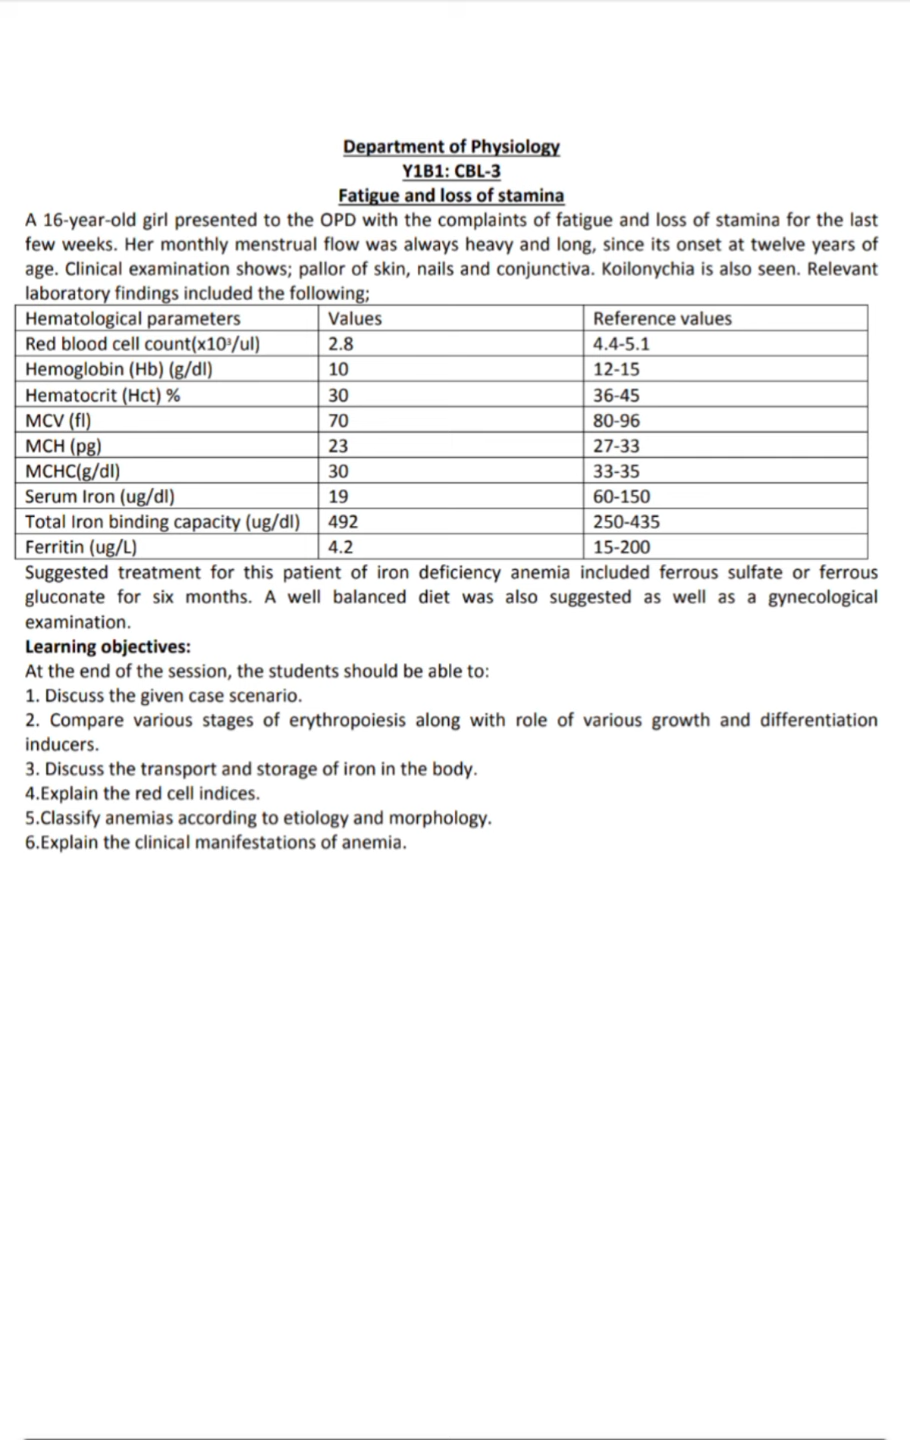 Department of Physiology
Y1B1: CBL-3
Fatigue and loss of stamina
A 16-year-old girl presented to the OPD with the complaints of fatigue and loss of stamina for the last
few weeks. Her monthly menstrual flow was always heavy and long, since its onset at twelve years of
age. Clinical examination shows; pallor of skin, nails and conjunctiva. Koilonychia is also seen. Relevant
laboratory findings included the following;
Hematological parameters Values Reference values
Red blood cell count(x10³/ul) 2.8 4.4-5.1
Hemoglobin (Hb) (g/dl) 10 12-15
Hematocrit (Hct) % 30 36-45
MCV (fl) 70 80-96
MCH (pg) 23 27-33
MCHC(g/dl) 30 33-35
Serum Iron (ug/dl) 19 60-150
Total Iron binding capacity (ug/dl) 492 250-435
Ferritin (ug/L) 4.2 15-200
Suggested treatment for this patient of iron deficiency anemia included ferrous sulfate or ferrous
gluconate for six months. A well balanced diet was also suggested as well as a gynecological
examination.
Learning objectives:
At the end of the session, the students should be able to:
1. Discuss the given case scenario.
2. Compare various stages of erythropoiesis along with role of various growth and differentiation
inducers.
3. Discuss the transport and storage of iron in the body.
4.Explain the red cell indices.
5.Classify anemias according to etiology and morphology.
6.Explain the clinical manifestations of anemia.